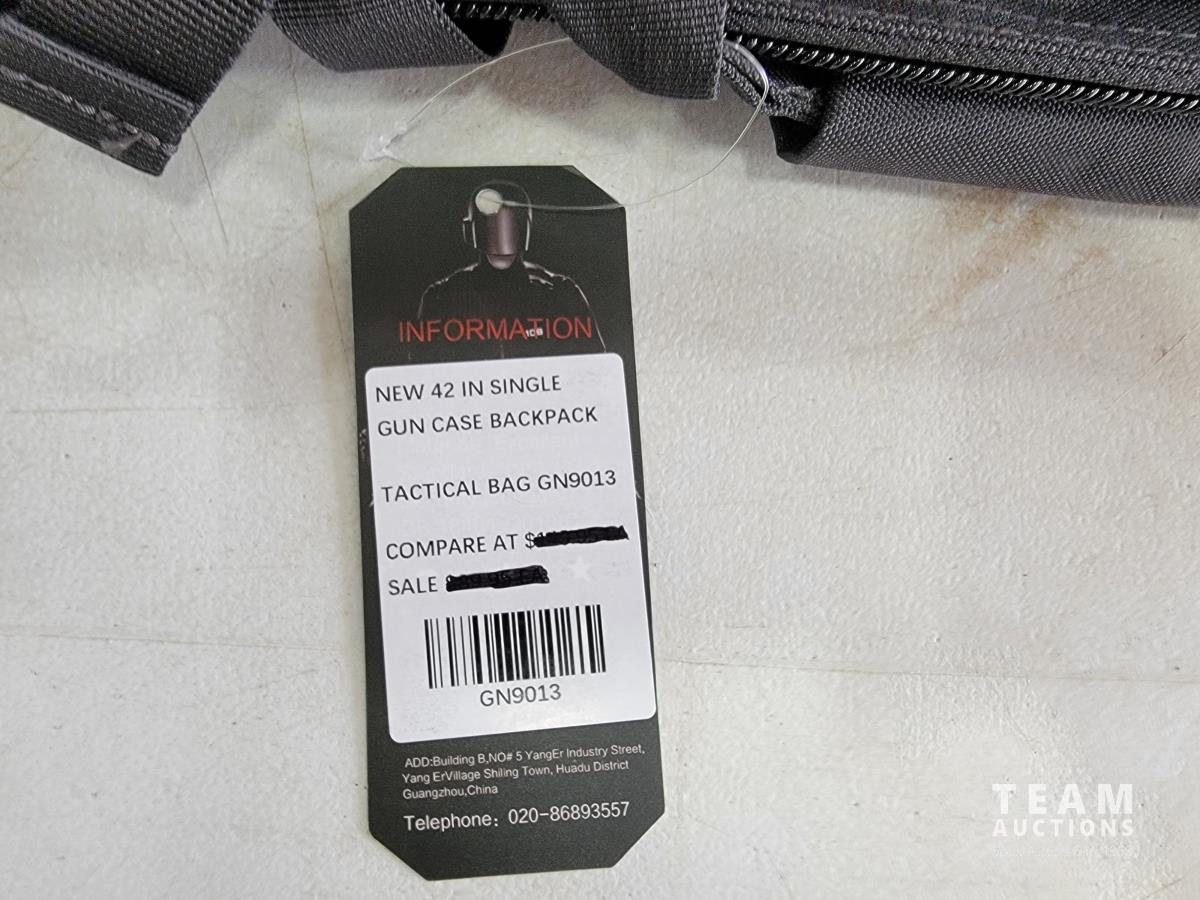 INFORMATION
NEW 42 IN SINGLE
GUN CASE BACKPACK
TACTICAL BAG GN9013
COMPARE AT $
SALE
GN9013
ADD:Building B,NO# 5 YangEr Industry Street,
Yang ErVillage Shiling Town, Huadu District
Guangzhou,China
Telephone: 020-86893557
TEAM
AUCTIONS